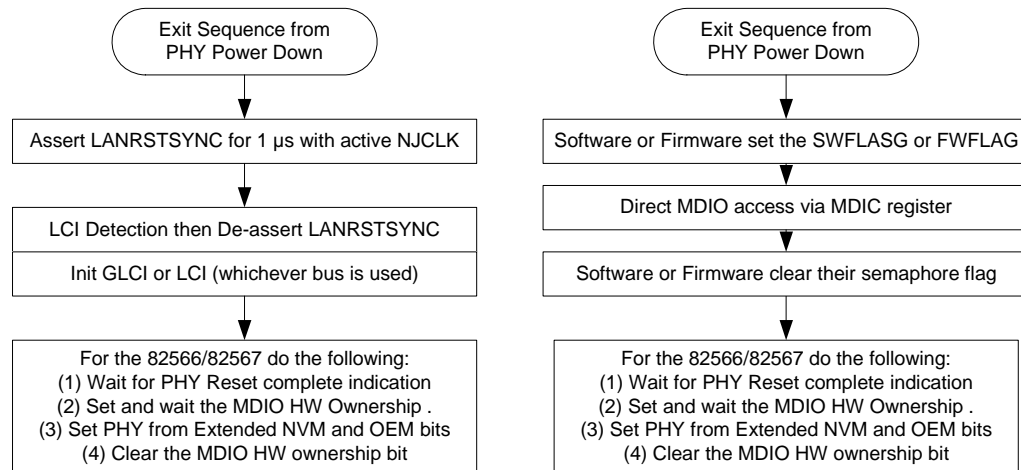 Exit Sequence from
PHY Power Down
Assert LANRSTSYNC for 1 µs with active NJCLK
LCI Detection then De-assert LANRSTSYNC
Init GLCI or LCI (whichever bus is used)
For the 82566/82567 do the following:
(1) Wait for PHY Reset complete indication
(2) Set and wait the MDIO HW Ownership .
(3) Set PHY from Extended NVM and OEM bits
(4) Clear the MDIO HW ownership bit
Exit Sequence from
PHY Power Down
Software or Firmware set the SWFLASG or FWFLAG
Direct MDIO access via MDIC register
Software or Firmware clear their semaphore flag
For the 82566/82567 do the following:
(1) Wait for PHY Reset complete indication
(2) Set and wait the MDIO HW Ownership .
(3) Set PHY from Extended NVM and OEM bits
(4) Clear the MDIO HW ownership bit